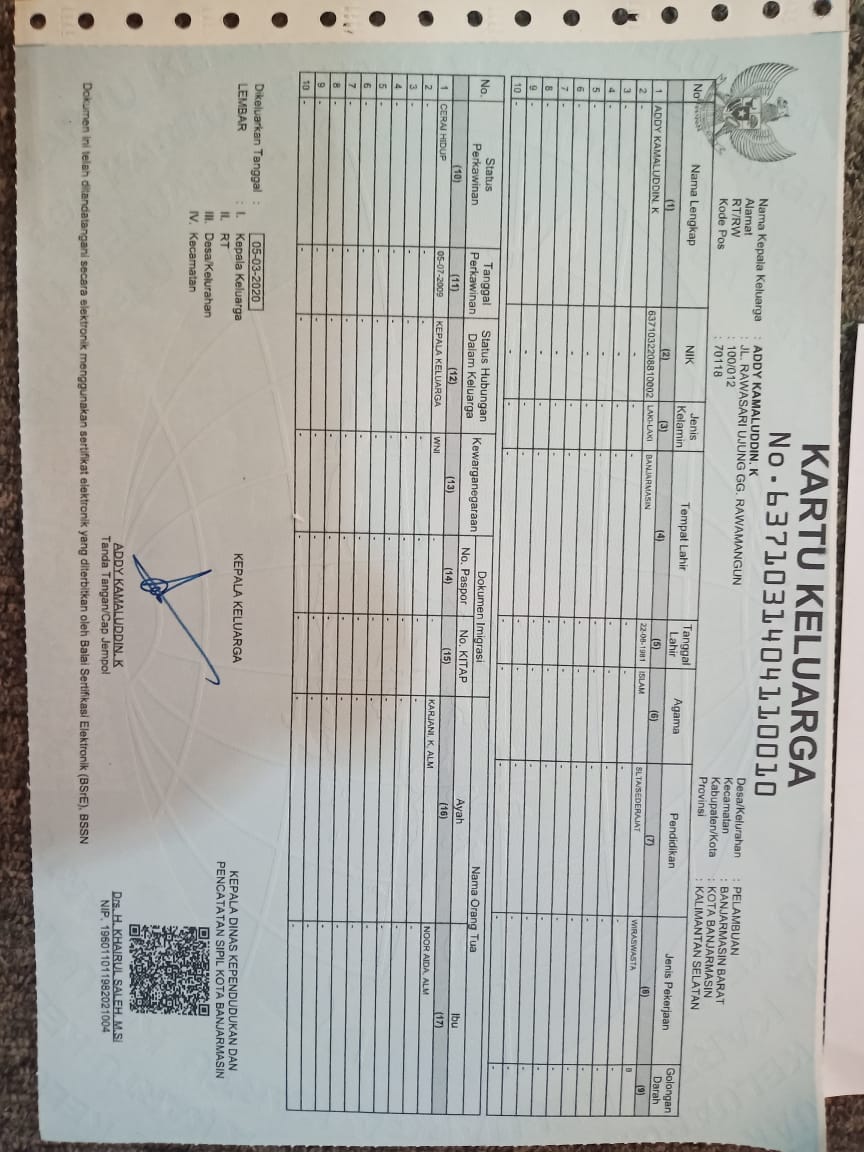 KARTU KELUARGA
No. 6371031404110010
Nama Kepala Keluarga : ADDY KAMALUDDIN. K
Alamat : JL. RAWASARI UJUNG GG. RAWAMANGUN
RT/RW : 100/012
Kode Pos : 70118
Desa/Kelurahan : PELAMBUAN
Kecamatan : BANJARMASIN BARAT
Kabupaten/Kota : KOTA BANJARMASIN
Provinsi : KALIMANTAN SELATAN
No Nama Lengkap NIK Jenis Kelamin Tempat Lahir Tanggal Lahir Agama Pendidikan Jenis Pekerjaan Golongan Darah
(1) (2) (3) (4) (5) (6) (7) (8) (9)
1 ADDY KAMALUDDIN. K 6371032208810002 LAKI-LAKI BANJARMASIN 22-08-1981 ISLAM SLTA/SEDERAJAT WIRASWASTA B
2 - - - - - - - - -
3 - - - - - - - - -
4 - - - - - - - - -
5 - - - - - - - - -
6 - - - - - - - - -
7 - - - - - - - - -
8 - - - - - - - - -
9 - - - - - - - - -
10 - - - - - - - - -
No. Status Perkawinan Tanggal Perkawinan Status Hubungan Dalam Keluarga Kewarganegaraan Dokumen Imigrasi Nama Orang Tua
No. Paspor No. KITAP Ayah Ibu
(10) (11) (12) (13) (14) (15) (16) (17)
1 CERAI HIDUP 05-07-2009 KEPALA KELUARGA WNI - - KARJANI. K, ALM NOOR AIDA, ALM
2 - - - - - - - -
3 - - - - - - - -
4 - - - - - - - -
5 - - - - - - - -
6 - - - - - - - -
7 - - - - - - - -
8 - - - - - - - -
9 - - - - - - - -
10 - - - - - - - -
Dikeluarkan Tanggal : 05-03-2020
LEMBAR : I. Kepala Keluarga
II. RT
III. Desa/Kelurahan
IV. Kecamatan
KEPALA KELUARGA
ADDY KAMALUDDIN. K
Tanda Tangan/Cap Jempol
KEPALA DINAS KEPENDUDUKAN DAN
PENCATATAN SIPIL KOTA BANJARMASIN
Drs. H. KHAIRUL SALEH, M.Si
NIP. 196011011982021004
Dokumen ini telah ditandatangani secara elektronik menggunakan sertifikat elektronik yang diterbitkan oleh Balai Sertifikasi Elektronik (BSrE), BSSN